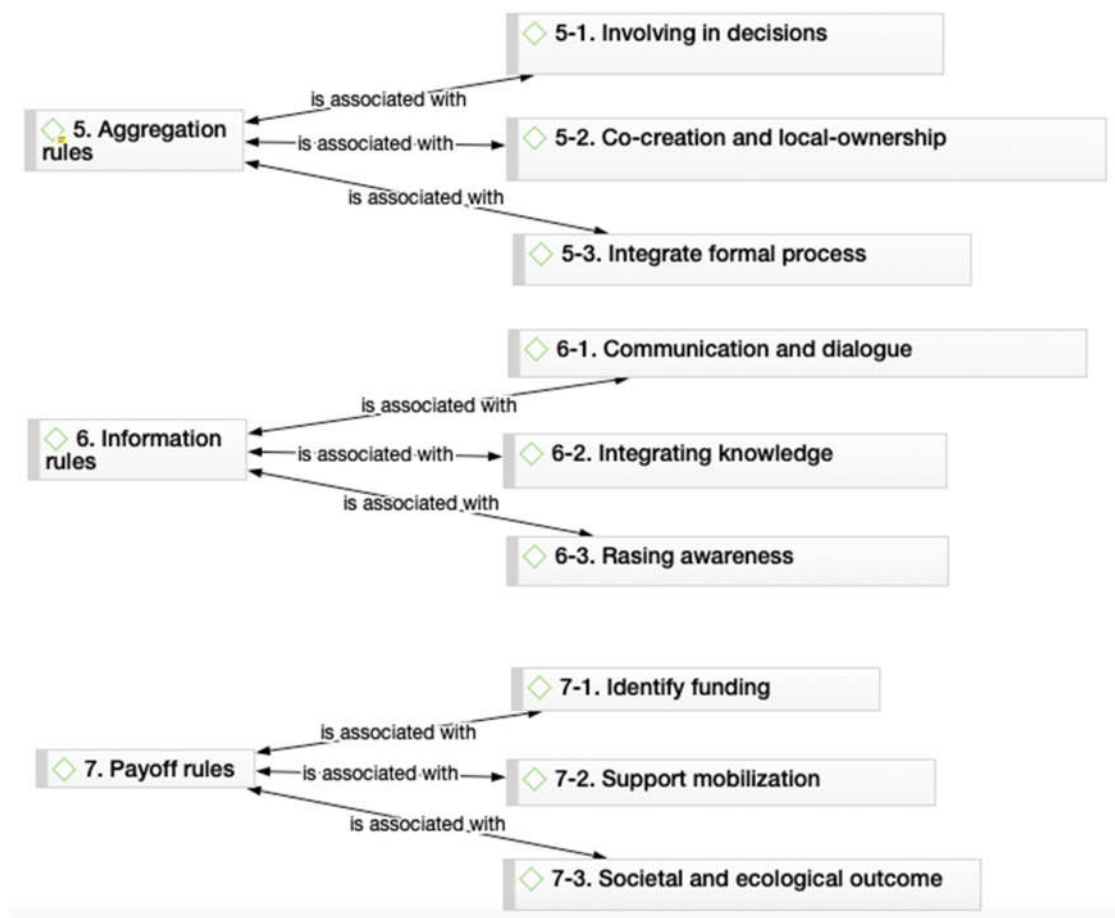 5-1. Involving in decisions
is associated with
5. Aggregation
rules
is associated with
5-2. Co-creation and local-ownership
is associated with
5-3. Integrate formal process
6-1. Communication and dialogue
is associated with
6. Information
rules
is associated with
6-2. Integrating knowledge
is associated with
6-3. Rasing awareness
7-1. Identify funding
is associated with
7. Payoff rules
is associated with
7-2. Support mobilization
is associated with
7-3. Societal and ecological outcome